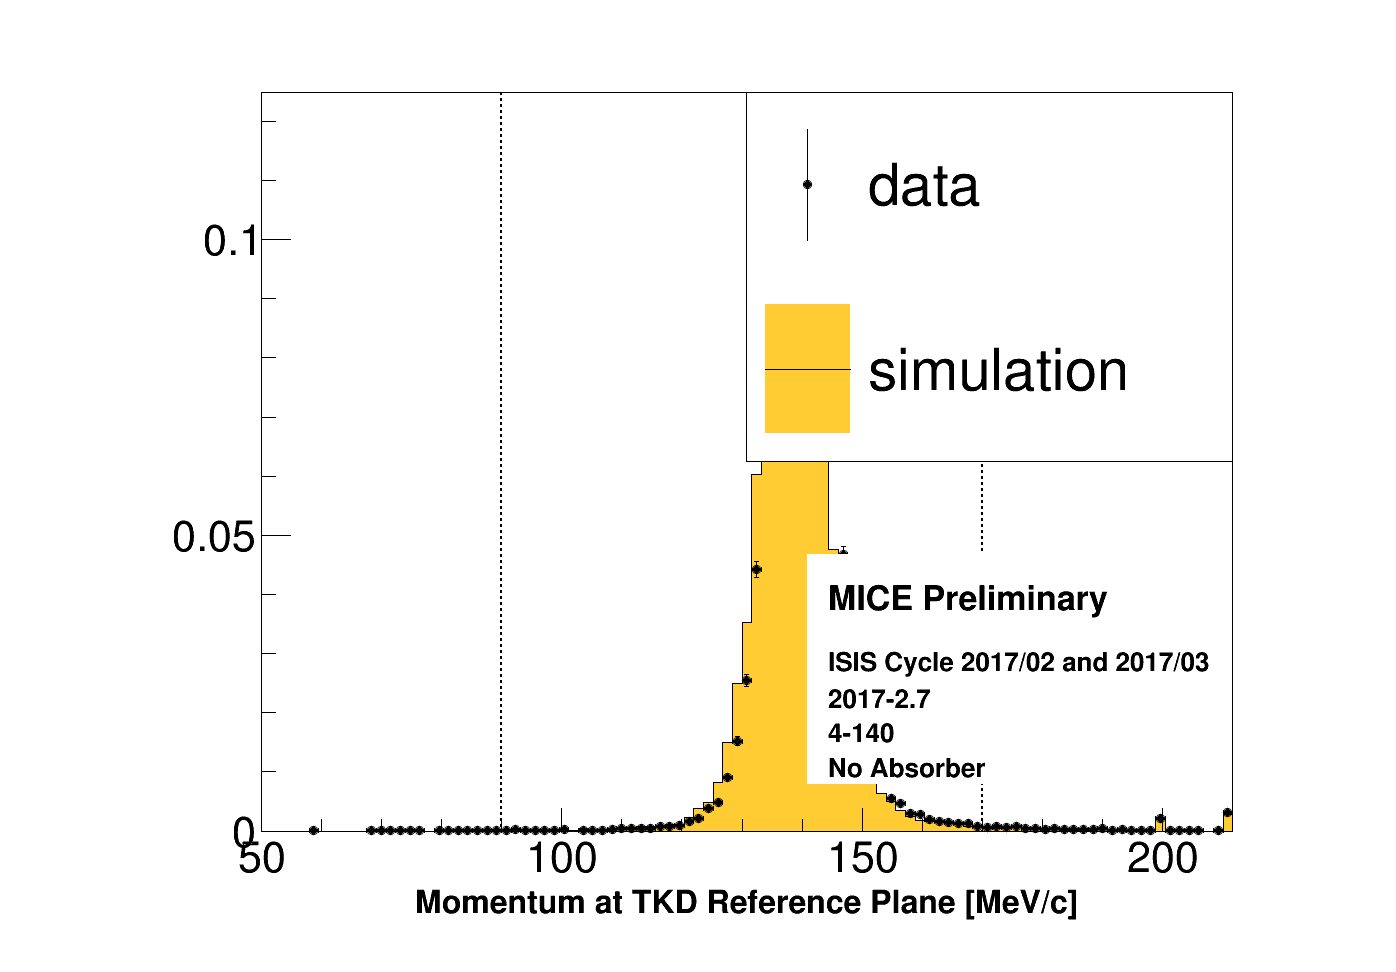 data
simulation
0.1
0.05
0
MICE Preliminary
ISIS Cycle 2017/02 and 2017/03
2017-2.7
4-140
No Absorber
50 100 150 200
Momentum at TKD Reference Plane [MeV/c]